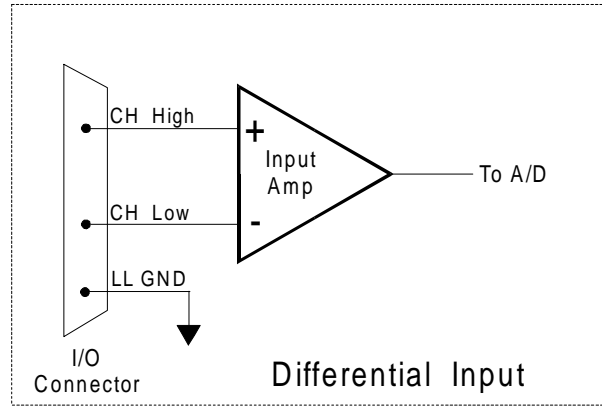 CH High
+
Input
Amp
To A/D
CH Low
-
LL GND
I/O
Connector
Differential Input